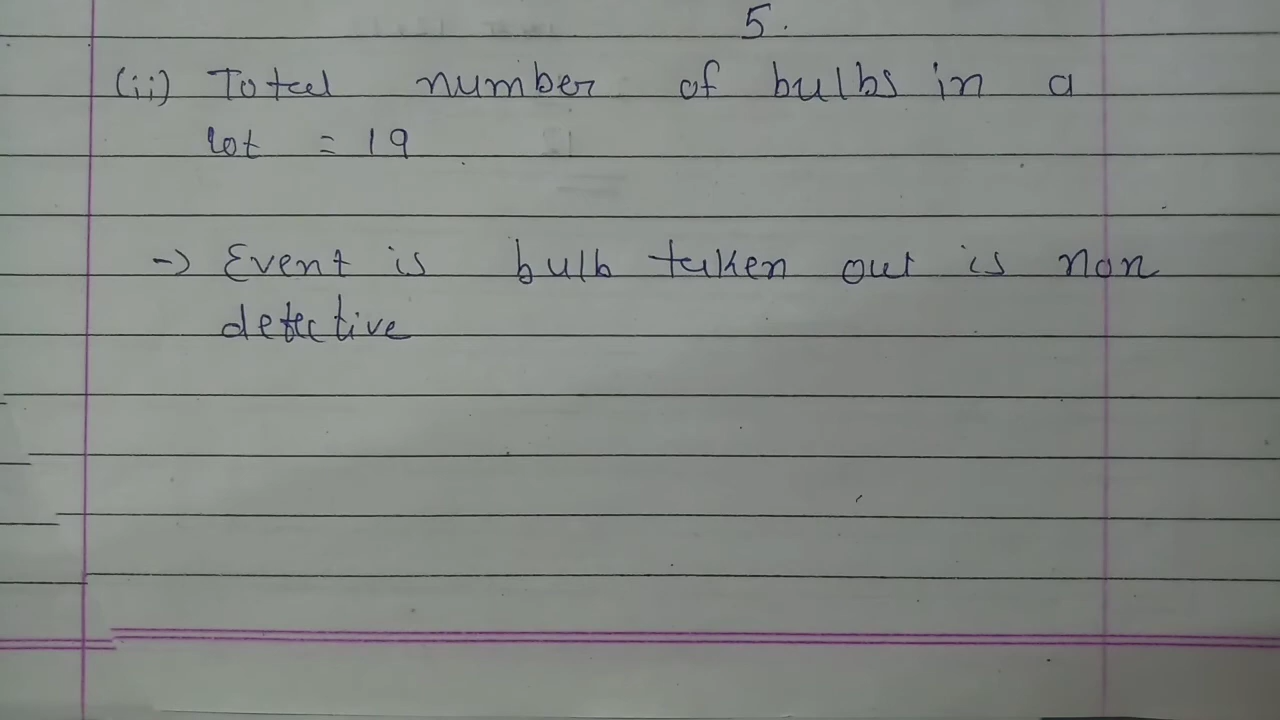 5.
(ii) Total number of bulbs in a
lot = 19
-> Event is bulb taken out is non
defective